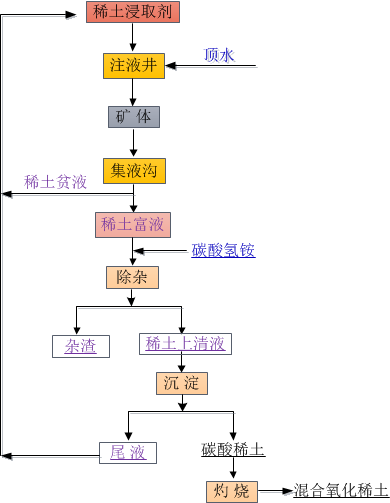 稀土浸取剂
顶水
注液井
矿体
集液沟
稀土贫液
稀土富液
碳酸氢铵
除杂
杂渣
稀土上清液
沉淀
尾液
碳酸稀土
灼烧
混合氧化稀土